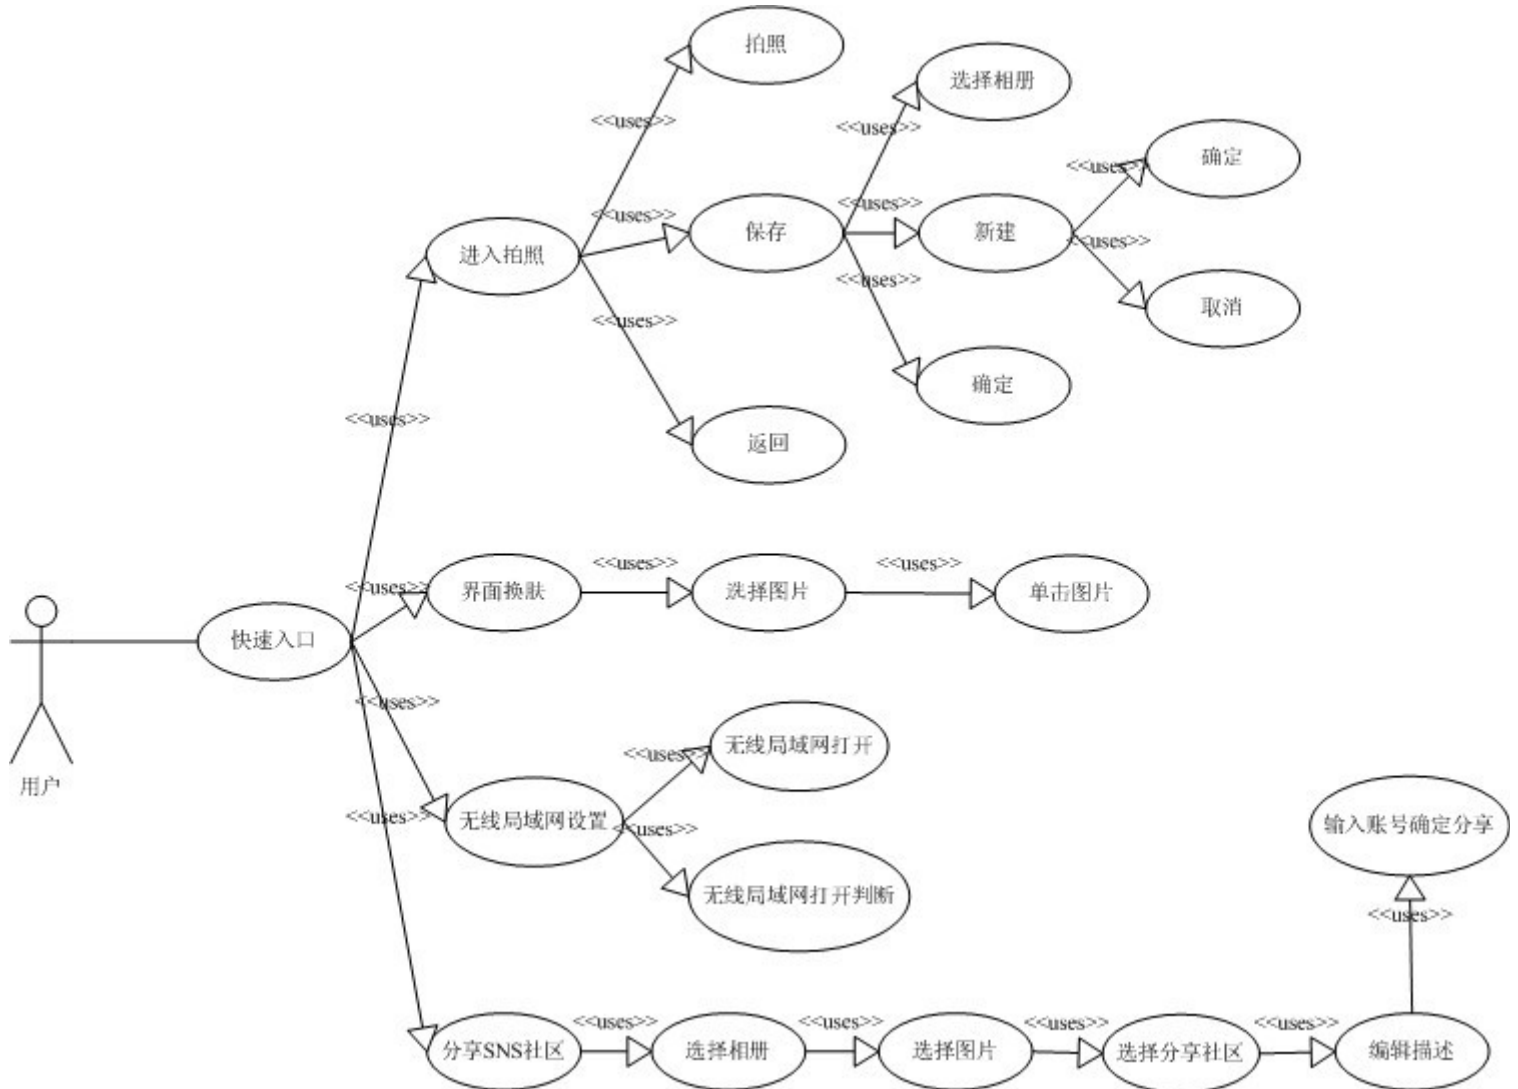 拍照
选择相册
<<uses>>
<<uses>>
确定
<<uses>>
<<uses>>
<<uses>>
保存
新建
<<uses>>
进入拍照
<<uses>>
取消
<<uses>>
确定
<<uses>>
返回
<<uses>>
<<uses>>
<<uses>>
界面换肤
选择图片
单击图片
快速入口
<<uses>>
用户
<<uses>>
无线局域网打开
<<uses>>
无线局域网设置
<<uses>>
输入账号确定分享
无线局域网打开判断
<<uses>>
<<uses>>
<<uses>>
<<uses>>
<<uses>>
分享SNS社区
选择相册
选择图片
选择分享社区
编辑描述